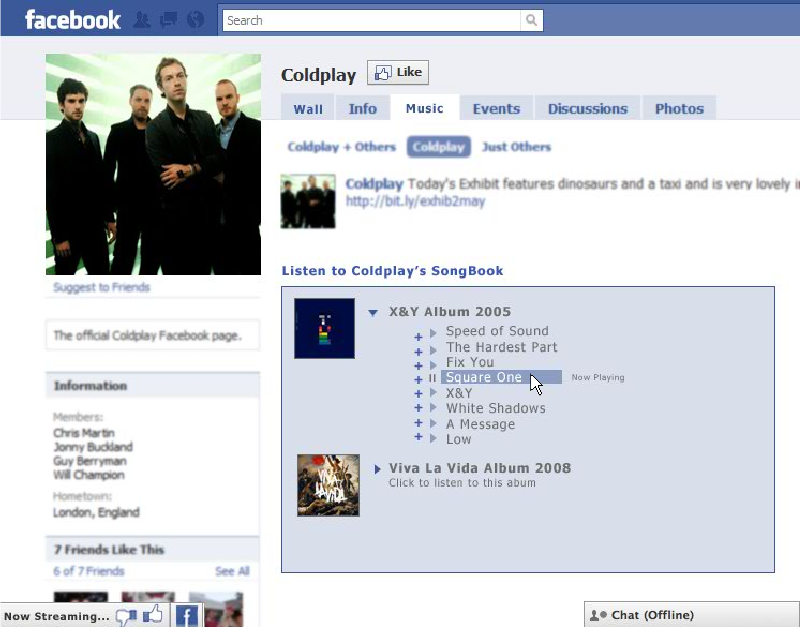 facebook
Search
Coldplay
Like
Wall Info Music Events Discussions Photos
Coldplay + Others Coldplay Just Others
Coldplay Today's Exhibit features dinosaurs and a taxi and is very lovely i
http://bit.ly/exhib2may
Suggest to Friends
The official Coldplay Facebook page.
Information
Members:
Chris Martin
Jonny Buckland
Guy Berryman
Will Champion
Hometown:
London, England
7 Friends Like This
6 of 7 Friends See All
Listen to Coldplay's SongBook
X&Y Album 2005
+ Speed of Sound
+ The Hardest Part
+ Fix You
+ Square One Now Playing
+ X&Y
+ White Shadows
+ A Message
+ Low
VIVA LA VIDA
Viva La Vida Album 2008
Click to listen to this abum
Now Streaming...
f
Chat (Offline)